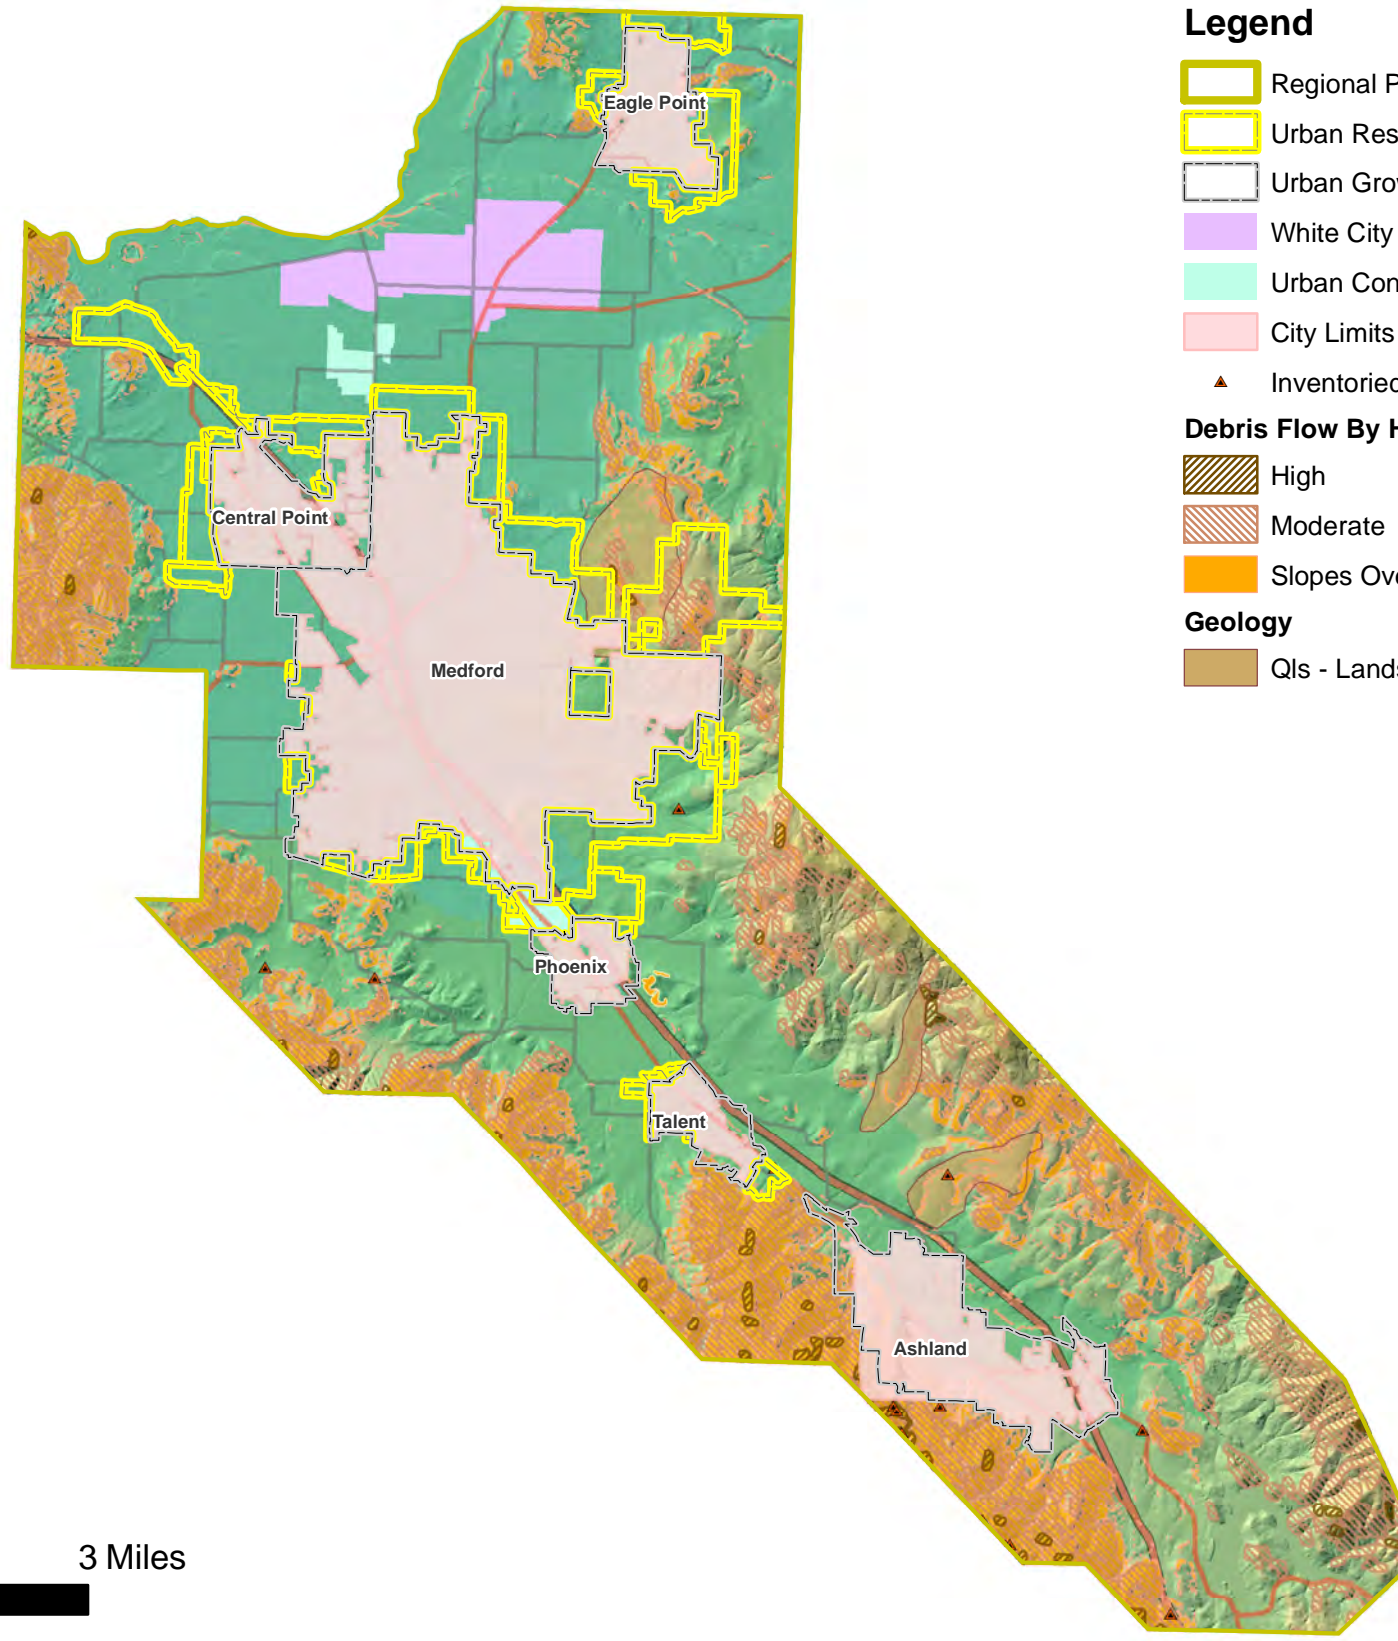 Legend
Regional P
Urban Res
Urban Gro
White City
Urban Con
City Limits
Inventoried
Debris Flow By H
High
Moderate
Slopes Ove
Geology
Qls - Lands
Eagle Point
Central Point
Medford
Phoenix
Talent
Ashland
3 Miles